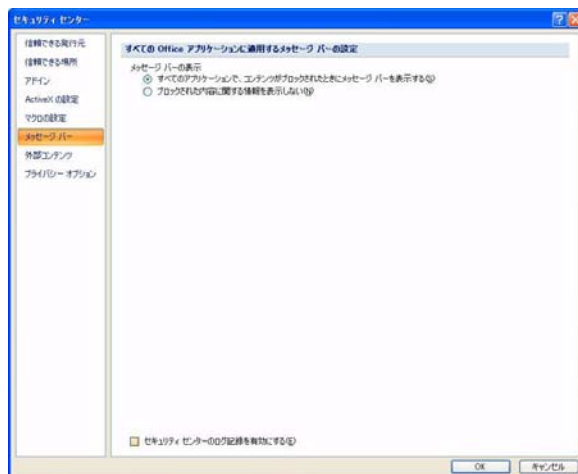 セキュリティ センター
信頼できる発行元
信頼できる場所
アドイン
ActiveX の設定
マクロの設定
メッセージ バー
外部コンテンツ
プライバシー オプション
すべての Office アプリケーションに適用するメッセージ バーの設定
メッセージ バーの表示
すべてのアプリケーションで、コンテンツがブロックされたときにメッセージ バーを表示する(S)
ブロックされた内容に関する情報を表示しない(N)
セキュリティ センターのログ記録を有効にする(E)
OK
キャンセル